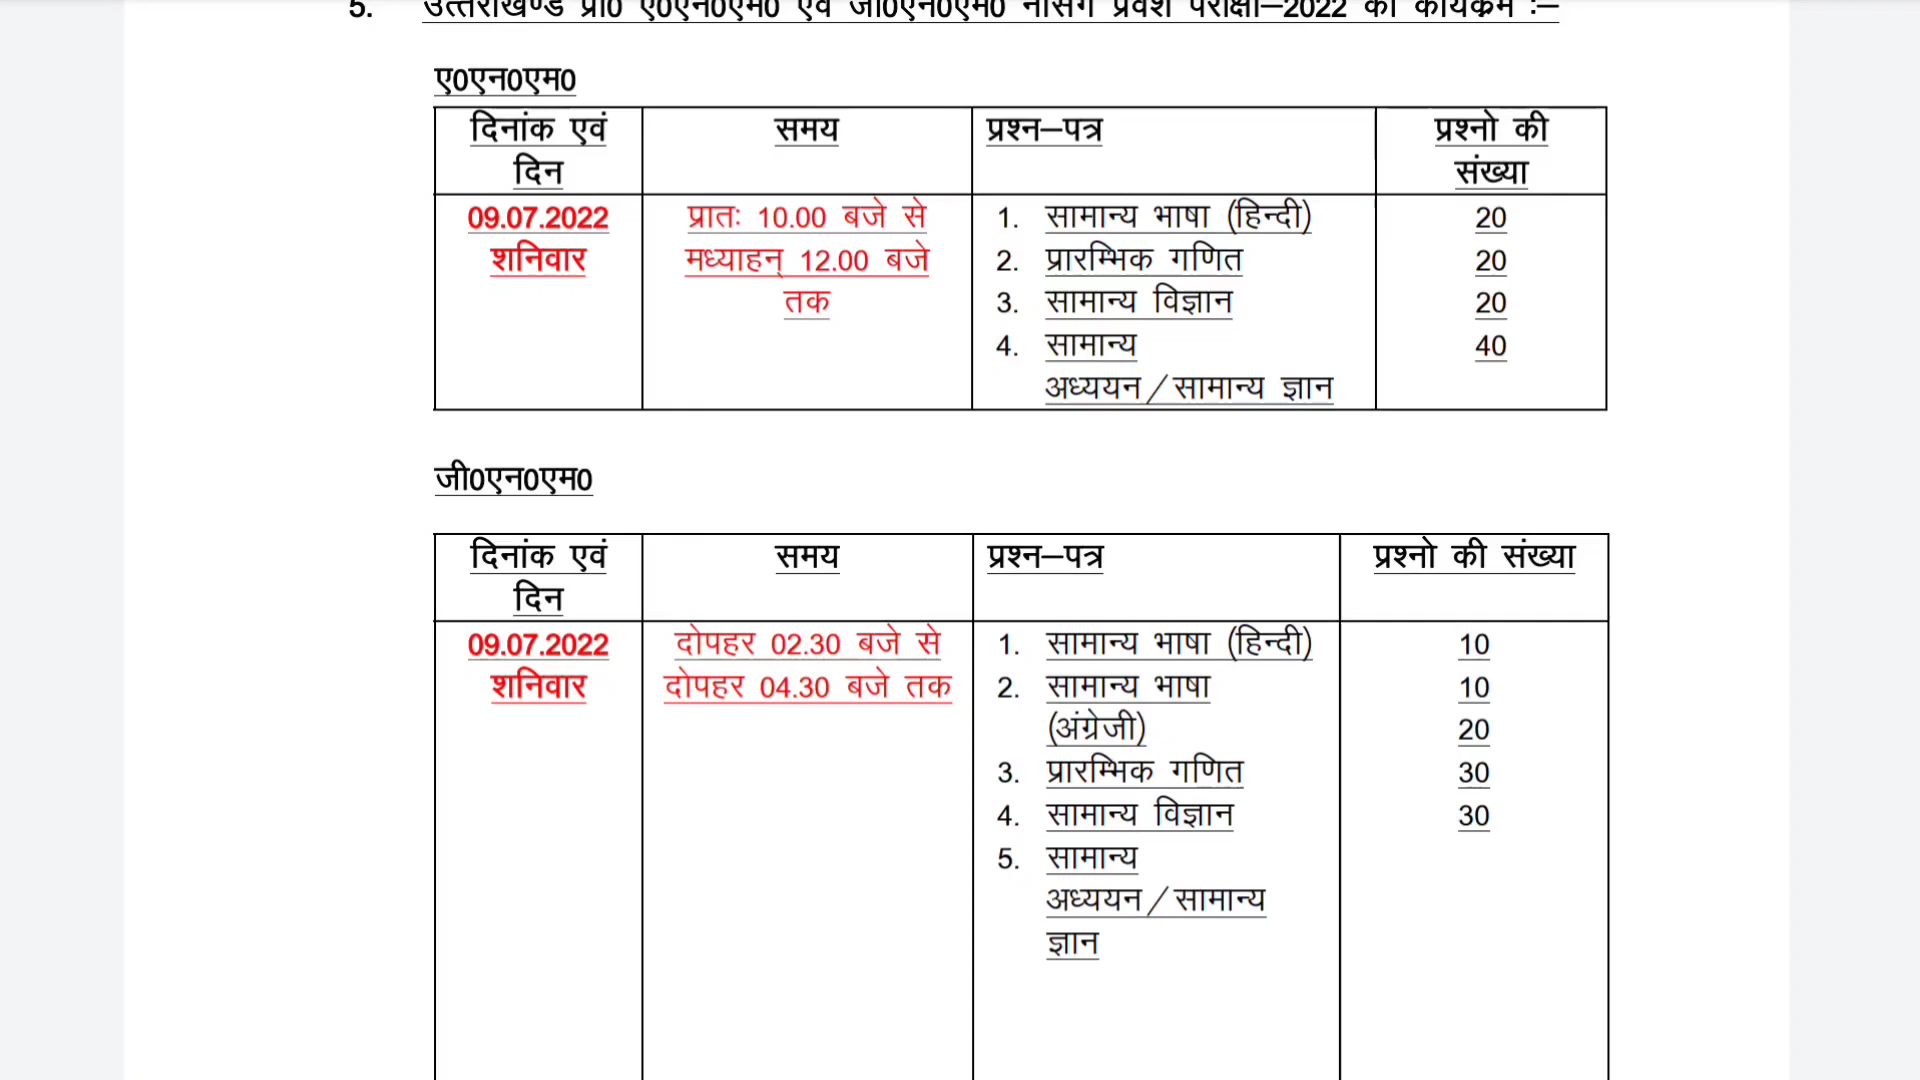 5. उत्तराखण्ड प्रा0 ए0एन0एम0 एवं जी0एन0एम0 नर्सिंग प्रवेश परीक्षा–2022 का कार्यक्रम :–
ए0एन0एम0
दिनांक एवं दिन
समय
प्रश्न–पत्र
प्रश्नो की संख्या
09.07.2022
शनिवार
प्रातः 10.00 बजे से
मध्याहन् 12.00 बजे
तक
1. सामान्य भाषा (हिन्दी) 20
2. प्रारम्भिक गणित 20
3. सामान्य विज्ञान 20
4. सामान्य 40
अध्ययन/सामान्य ज्ञान
जी0एन0एम0
दिनांक एवं दिन
समय
प्रश्न–पत्र
प्रश्नो की संख्या
09.07.2022
शनिवार
दोपहर 02.30 बजे से
दोपहर 04.30 बजे तक
1. सामान्य भाषा (हिन्दी) 10
2. सामान्य भाषा 10
(अंग्रेजी) 20
3. प्रारम्भिक गणित 30
4. सामान्य विज्ञान 30
5. सामान्य
अध्ययन/सामान्य
ज्ञान